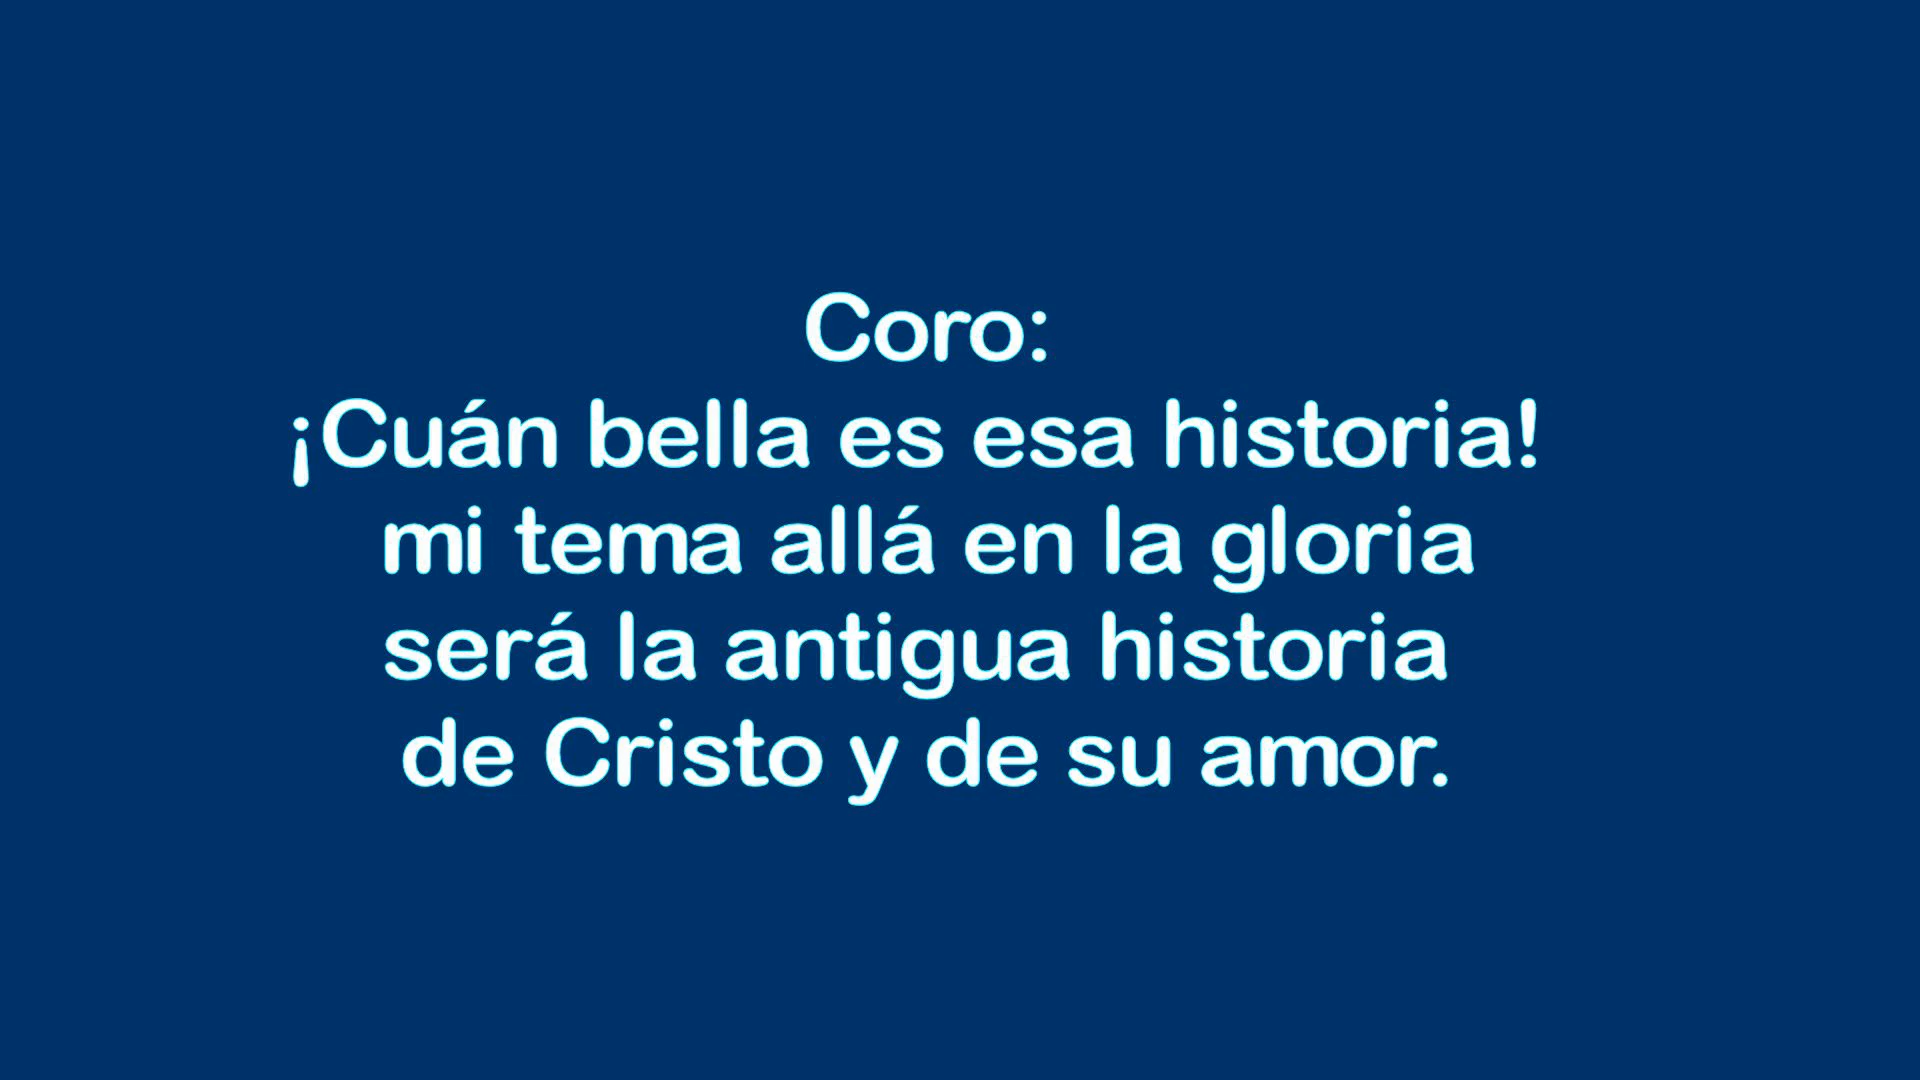 Coro:
¡Cuán bella es esa historia!
mi tema allá en la gloria
será la antigua historia
de Cristo y de su amor.